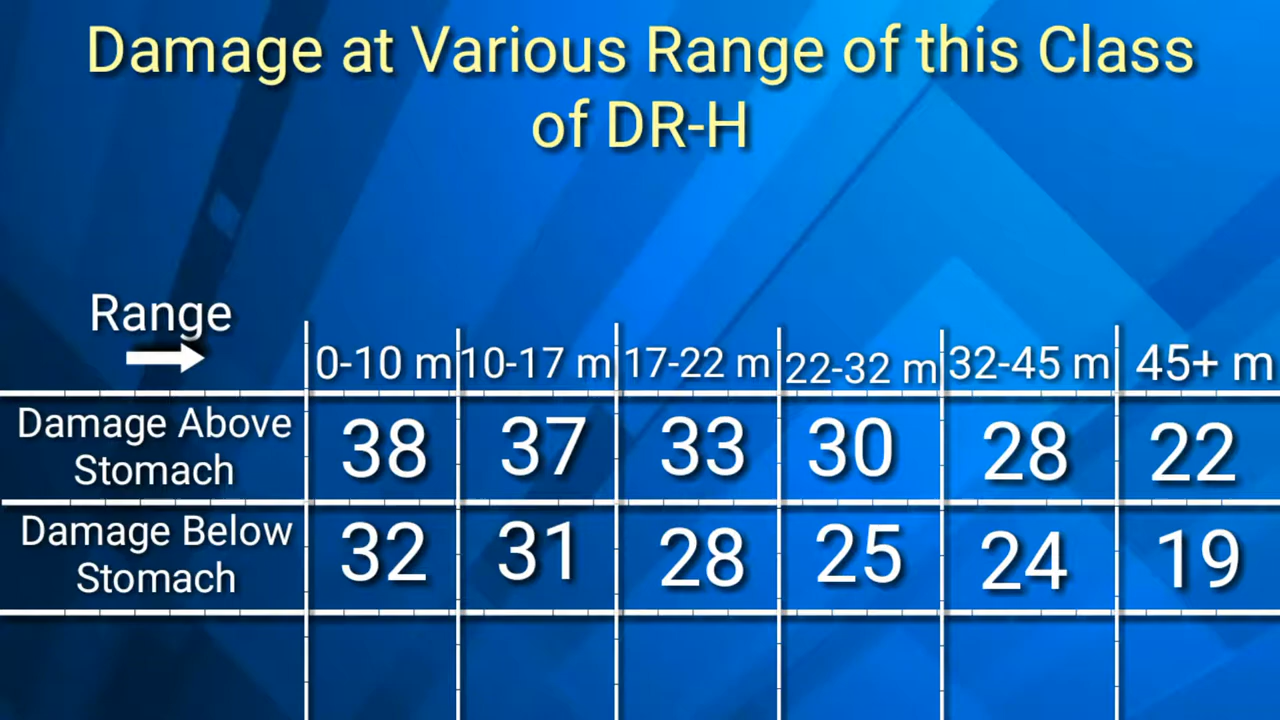 Damage at Various Range of this Class
of DR-H
Range
0-10 m 10-17 m 17-22 m 22-32 m 32-45 m 45+ m
Damage Above
Stomach
38 37 33 30 28 22
Damage Below
Stomach
32 31 28 25 24 19